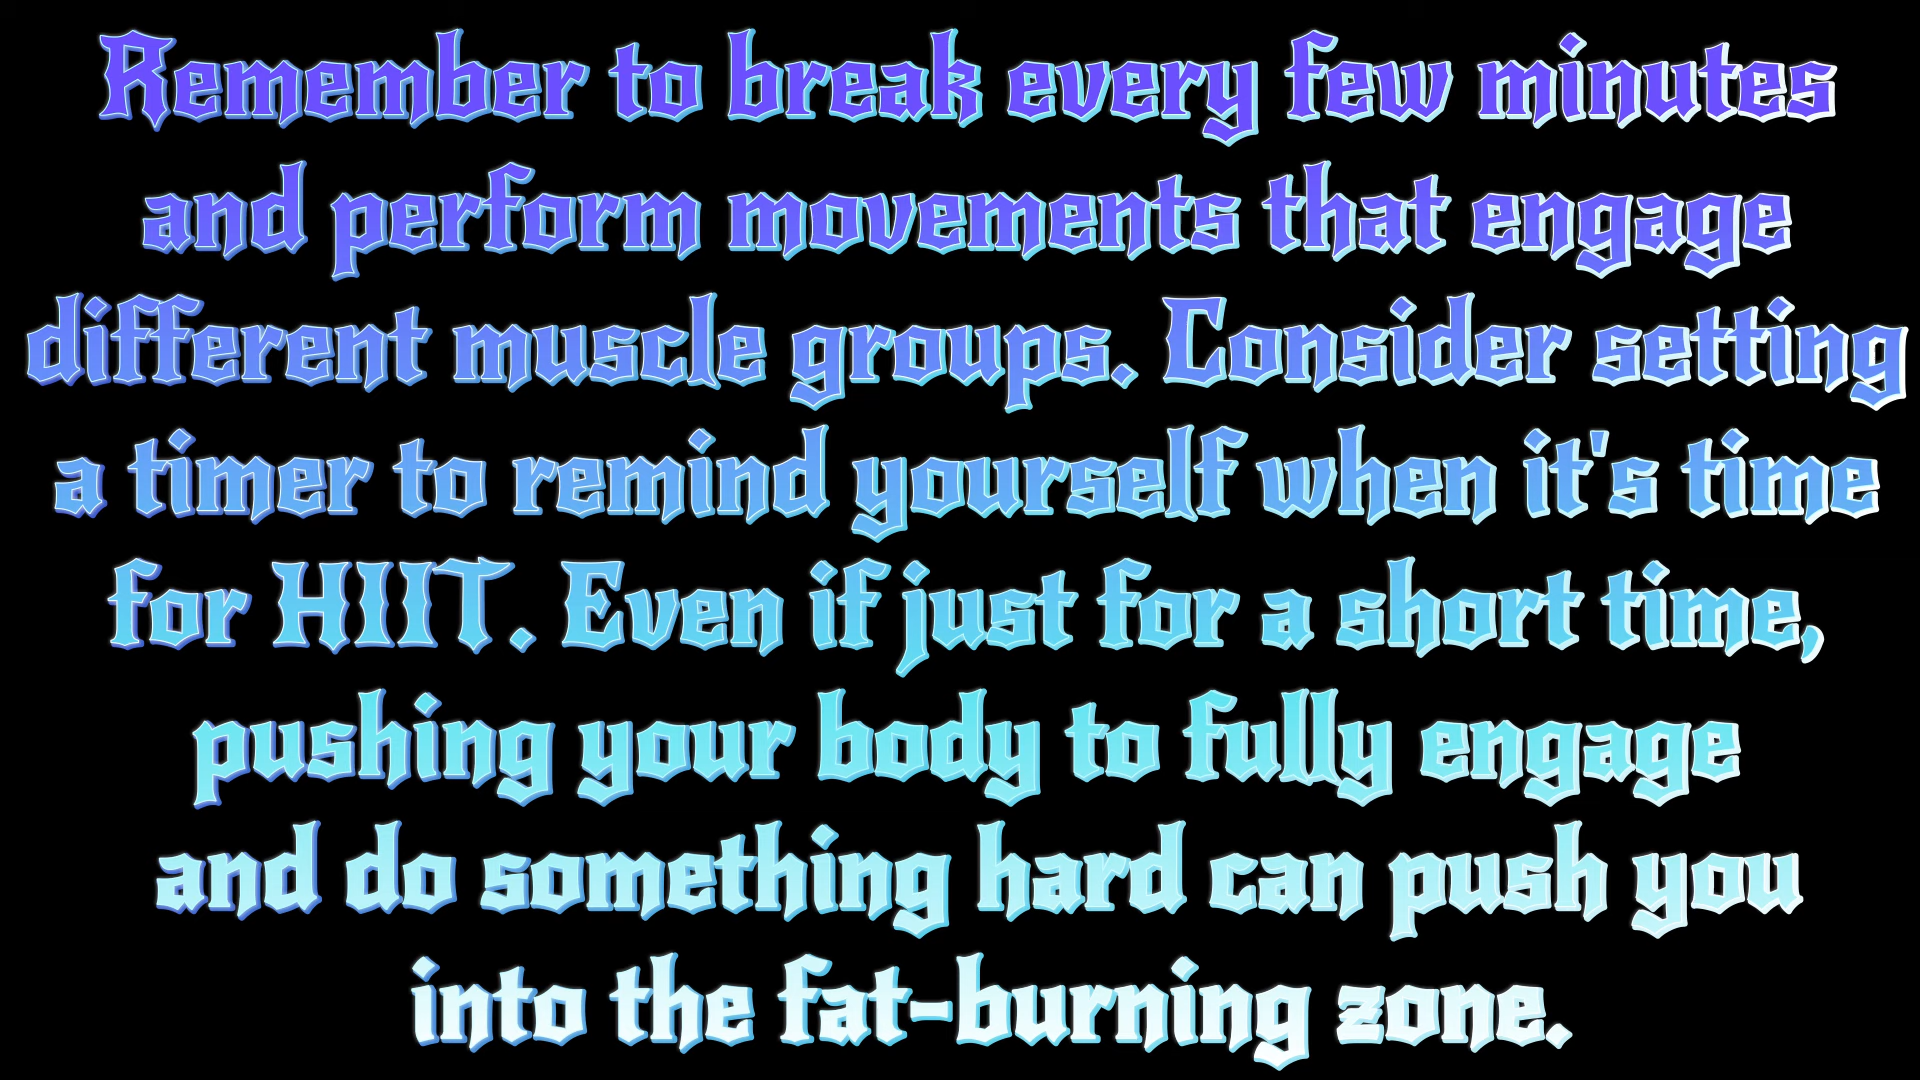 Remember to break every few minutes
and perform movements that engage
different muscle groups. Consider setting
a timer to remind yourself when it's time
for HIIT. Even if just for a short time,
pushing your body to fully engage
and do something hard can push you
into the fat-burning zone.